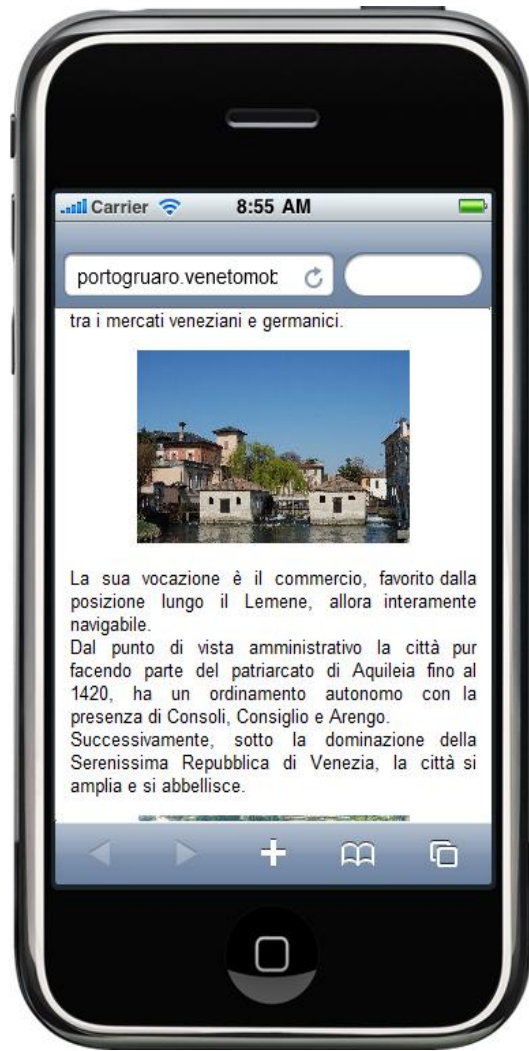 Carrier 8:55 AM
portogruaro.venetomob
tra i mercati veneziani e germanici.
La sua vocazione è il commercio, favorito dalla
posizione lungo il Lemene, allora interamente
navigabile.
Dal punto di vista amministrativo la città pur
facendo parte del patriarcato di Aquileia fino al
1420, ha un ordinamento autonomo con la
presenza di Consoli, Consiglio e Arengo.
Successivamente, sotto la dominazione della
Serenissima Repubblica di Venezia, la città si
amplia e si abbellisce.